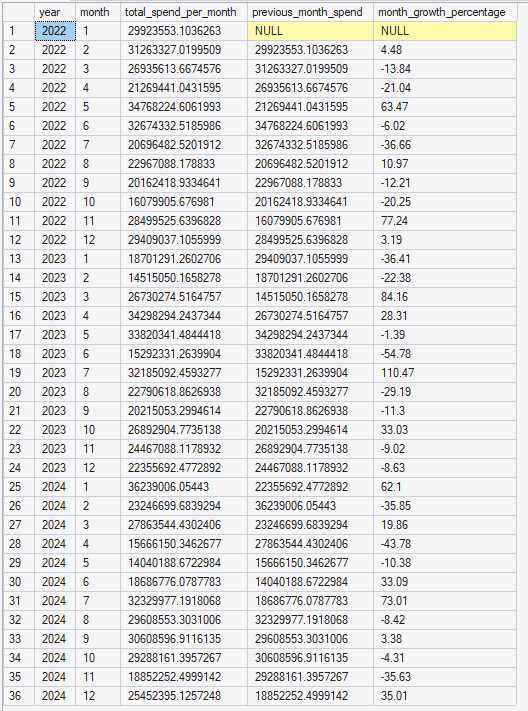 year month total_spend_per_month previous_month_spend month_growth_percentage
1 2022 1 29923553.1036263 NULL NULL
2 2022 2 31263327.0199509 29923553.1036263 4.48
3 2022 3 26935613.6674576 31263327.0199509 -13.84
4 2022 4 21269441.0431595 26935613.6674576 -21.04
5 2022 5 34768224.6061993 21269441.0431595 63.47
6 2022 6 32674332.5185986 34768224.6061993 -6.02
7 2022 7 20696482.5201912 32674332.5185986 -36.66
8 2022 8 22967088.178833 20696482.5201912 10.97
9 2022 9 20162418.9334641 22967088.178833 -12.21
10 2022 10 16079905.676981 20162418.9334641 -20.25
11 2022 11 28499525.6396828 16079905.676981 77.24
12 2022 12 29409037.1055999 28499525.6396828 3.19
13 2023 1 18701291.2602706 29409037.1055999 -36.41
14 2023 2 14515050.1658278 18701291.2602706 -22.38
15 2023 3 26730274.5164757 14515050.1658278 84.16
16 2023 4 34298294.2437344 26730274.5164757 28.31
17 2023 5 33820341.4844418 34298294.2437344 -1.39
18 2023 6 15292331.2639904 33820341.4844418 -54.78
19 2023 7 32185092.4593277 15292331.2639904 110.47
20 2023 8 22790618.8626938 32185092.4593277 -29.19
21 2023 9 20215053.2994614 22790618.8626938 -11.3
22 2023 10 26892904.7735138 20215053.2994614 33.03
23 2023 11 24467088.1178932 26892904.7735138 -9.02
24 2023 12 22355692.4772892 24467088.1178932 -8.63
25 2024 1 36239006.05443 22355692.4772892 62.1
26 2024 2 23246699.6839294 36239006.05443 -35.85
27 2024 3 27863544.4302406 23246699.6839294 19.86
28 2024 4 15666150.3462677 27863544.4302406 -43.78
29 2024 5 14040188.6722984 15666150.3462677 -10.38
30 2024 6 18686776.0787783 14040188.6722984 33.09
31 2024 7 32329977.1918068 18686776.0787783 73.01
32 2024 8 29608553.3031006 32329977.1918068 -8.42
33 2024 9 30608596.9116135 29608553.3031006 3.38
34 2024 10 29288161.3957267 30608596.9116135 -4.31
35 2024 11 18852252.4999142 29288161.3957267 -35.63
36 2024 12 25452395.1257248 18852252.4999142 35.01